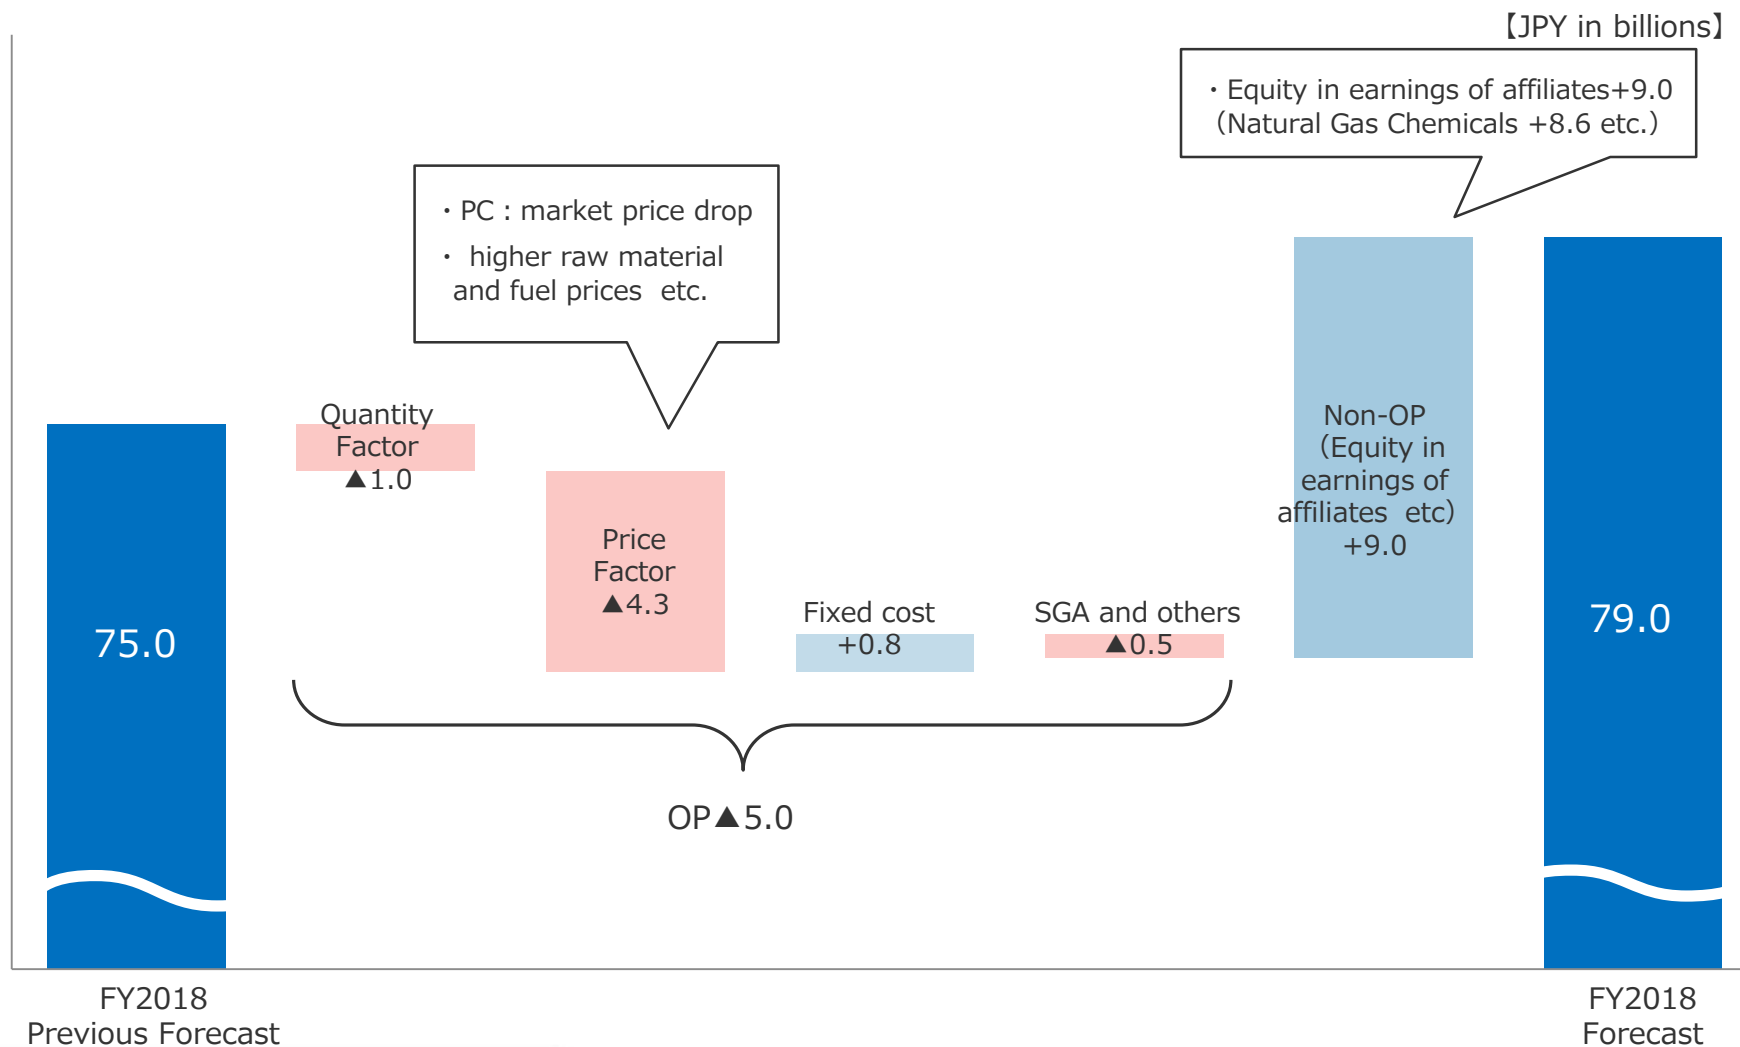 【JPY in billions】
・Equity in earnings of affiliates+9.0
（Natural Gas Chemicals +8.6 etc.）
・PC : market price drop
・ higher raw material
and fuel prices etc.
Quantity
Factor
▲1.0
Price
Factor
▲4.3
Fixed cost
+0.8
SGA and others
▲0.5
Non-OP
（Equity in
earnings of
affiliates etc）
+9.0
75.0
79.0
OP▲5.0
FY2018
Previous Forecast
FY2018
Forecast